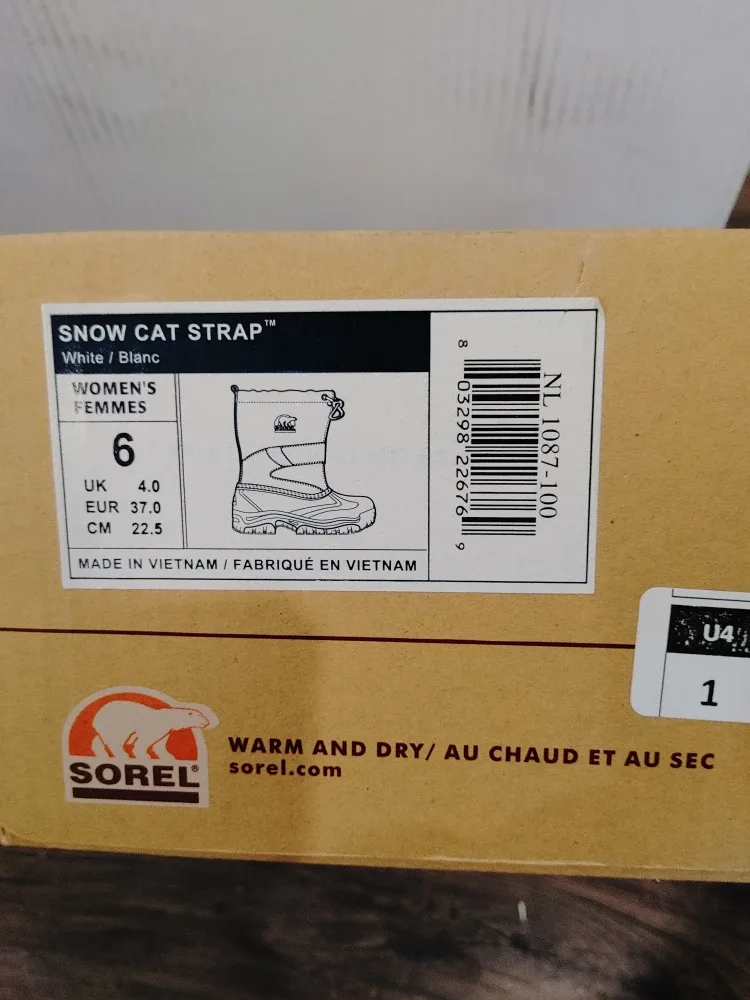 SNOW CAT STRAP™
White / Blanc
WOMEN'S
FEMMES
6
UK 4.0
EUR 37.0
CM 22.5
MADE IN VIETNAM / FABRIQUÉ EN VIETNAM
8 03298 22676 9
NL 1087-100
U4
1
SOREL®
WARM AND DRY/ AU CHAUD ET AU SEC
sorel.com